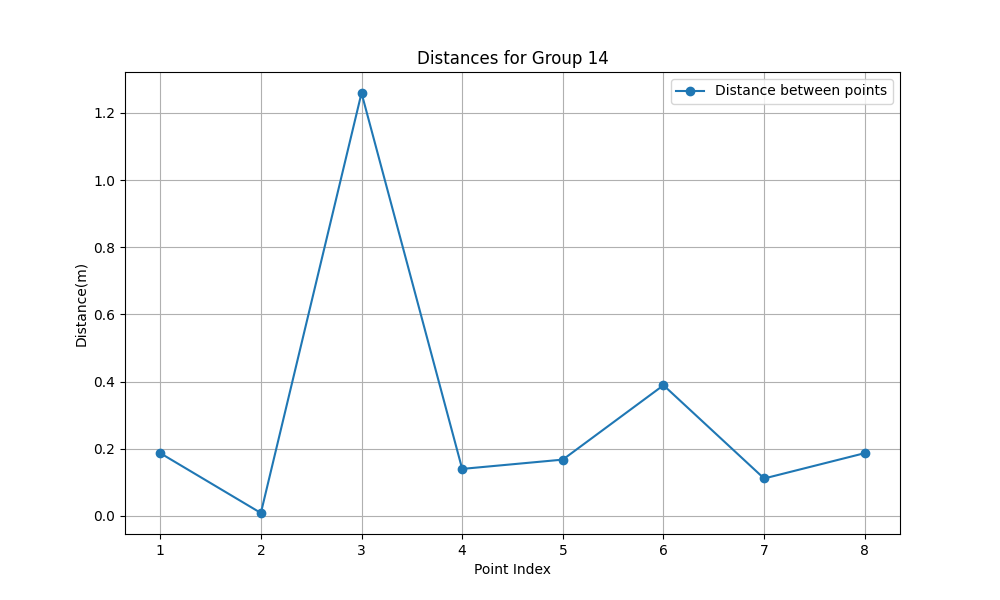 Distances for Group 14
Distance between points
1.2
1.0
0.8
0.6
0.4
0.2
0.0
Distance(m)
1 2 3 4 5 6 7 8
Point Index